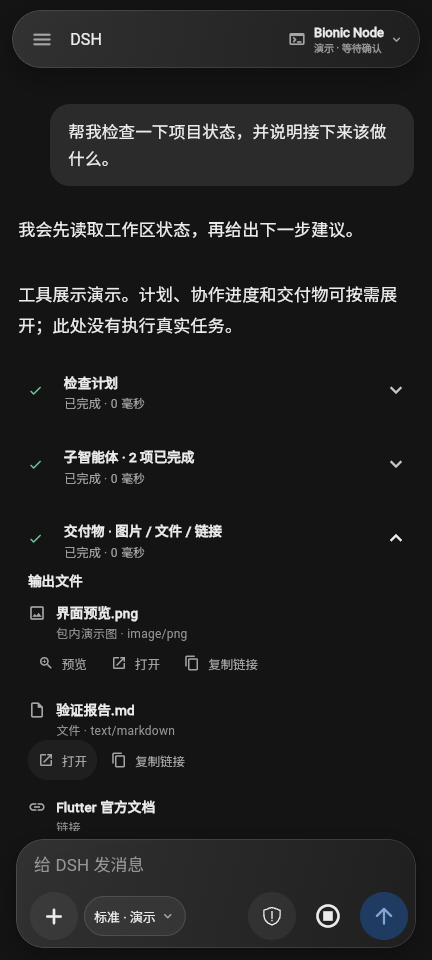 DSH
Bionic Node
演示 · 等待确认
帮我检查一下项目状态，并说明接下来该做
什么。
我会先读取工作区状态，再给出下一步建议。
工具展示演示。计划、协作进度和交付物可按需展
开；此处没有执行真实任务。
检查计划
已完成 · 0 毫秒
子智能体 · 2 项已完成
已完成 · 0 毫秒
交付物 · 图片 / 文件 / 链接
已完成 · 0 毫秒
输出文件
界面预览.png
包内演示图 · image/png
预览 打开 复制链接
验证报告.md
文件 · text/markdown
打开 复制链接
Flutter 官方文档
链接
给 DSH 发消息
标准 · 演示